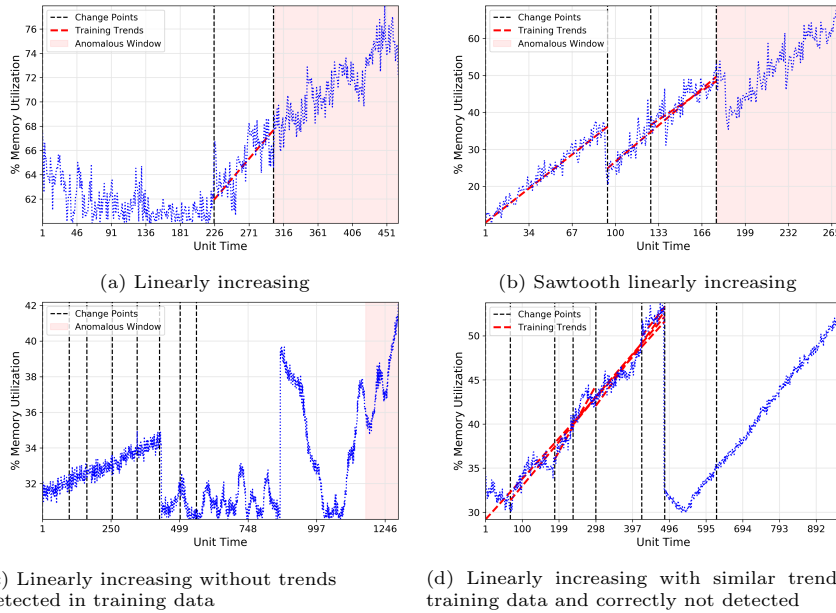 Change Points
Training Trends
Anomalous Window
% Memory Utilization
76
74
72
70
68
66
64
62
1 46 91 136 181 226 271 316 361 406 451
Unit Time
(a) Linearly increasing
Change Points
Training Trends
Anomalous Window
% Memory Utilization
60
50
40
30
20
1 34 67 100 133 166 199 232 265
Unit Time
(b) Sawtooth linearly increasing
Change Points
Anomalous Window
% Memory Utilization
42
40
38
36
34
32
1 250 499 748 997 1246
Unit Time
) Linearly increasing without trends
etected in training data
Change Points
Training Trends
% Memory Utilization
50
45
40
35
30
1 100 199 298 397 496 595 694 793 892
Unit Time
(d) Linearly increasing with similar trend
training data and correctly not detected